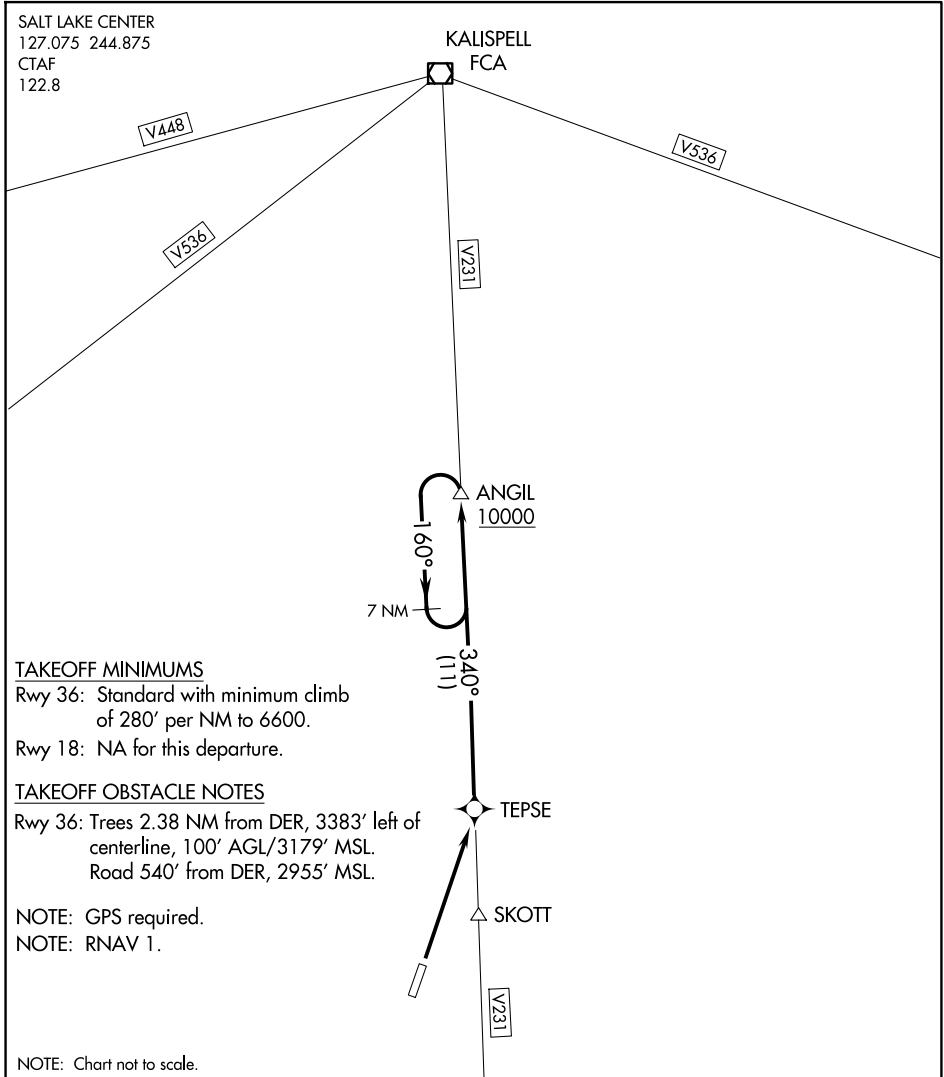 SALT LAKE CENTER
127.075 244.875
CTAF
122.8
KALISPELL
FCA
V448
V536
V536
V231
ANGIL
10000
160°
7 NM
340°
(11)
TAKEOFF MINIMUMS
Rwy 36: Standard with minimum climb
of 280' per NM to 6600.
Rwy 18: NA for this departure.
TAKEOFF OBSTACLE NOTES
Rwy 36: Trees 2.38 NM from DER, 3383' left of
centerline, 100' AGL/3179' MSL.
Road 540' from DER, 2955' MSL.
TEPSE
NOTE: GPS required.
NOTE: RNAV 1.
SKOTT
V231
NOTE: Chart not to scale.